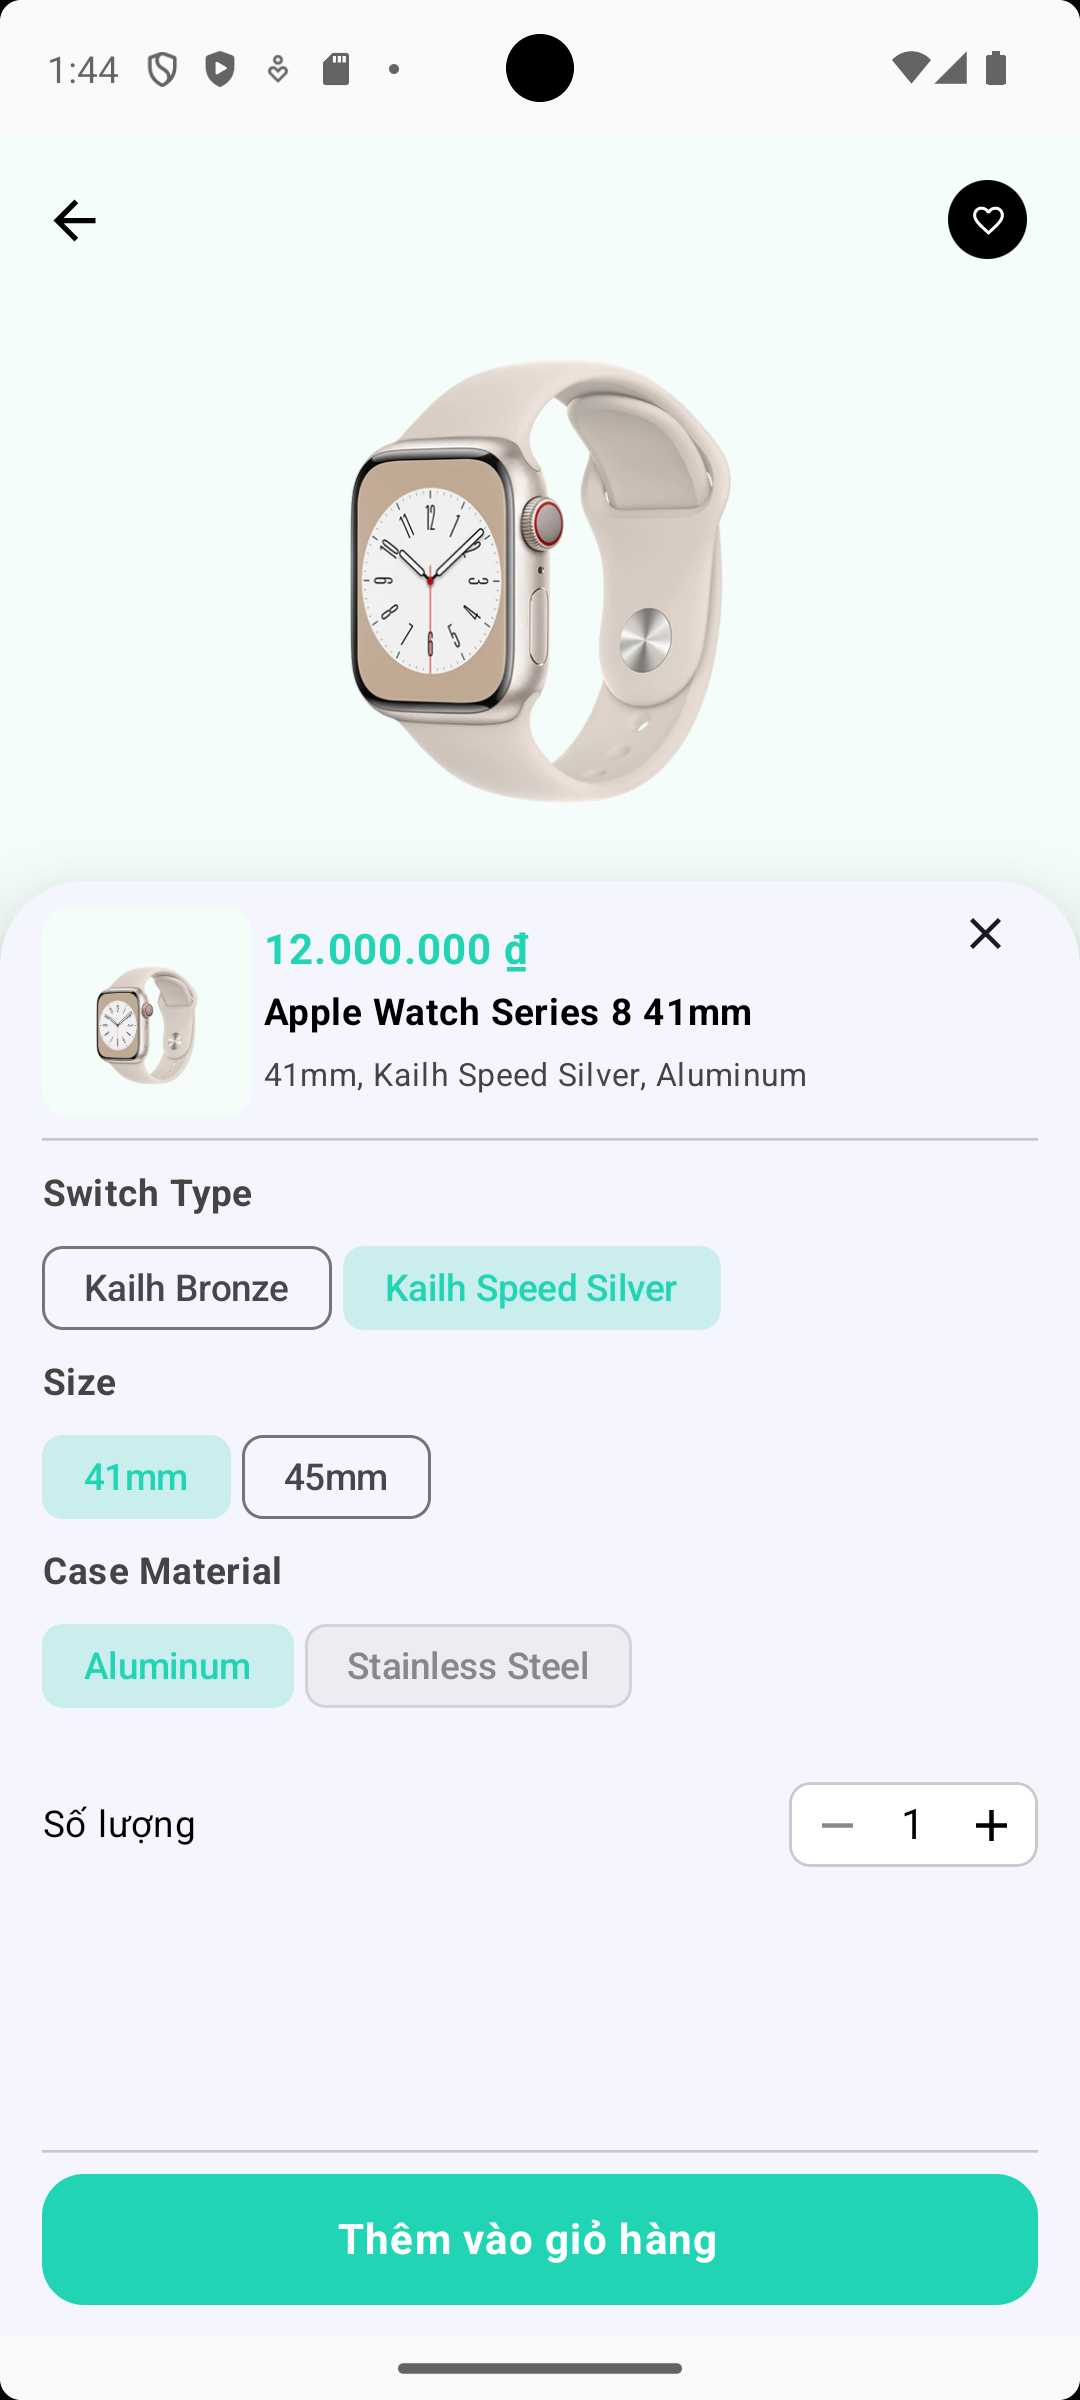 1:44
12.000.000 ₫
Apple Watch Series 8 41mm
41mm, Kailh Speed Silver, Aluminum
Switch Type
Kailh Bronze
Kailh Speed Silver
Size
41mm
45mm
Case Material
Aluminum
Stainless Steel
Số lượng
1
Thêm vào giỏ hàng